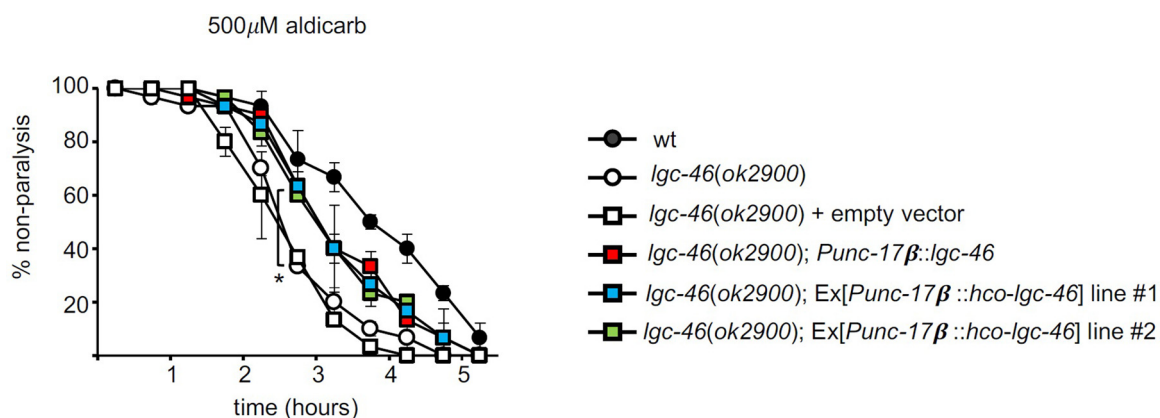 500μM aldicarb
% non-paralysis
100
80
60
40
20
*
1 2 3 4 5
time (hours)
wt
lgc-46(ok2900)
lgc-46(ok2900) + empty vector
lgc-46(ok2900); Punc-17β::lgc-46
lgc-46(ok2900); Ex[Punc-17β ::hco-lgc-46] line #1
lgc-46(ok2900); Ex[Punc-17β ::hco-lgc-46] line #2